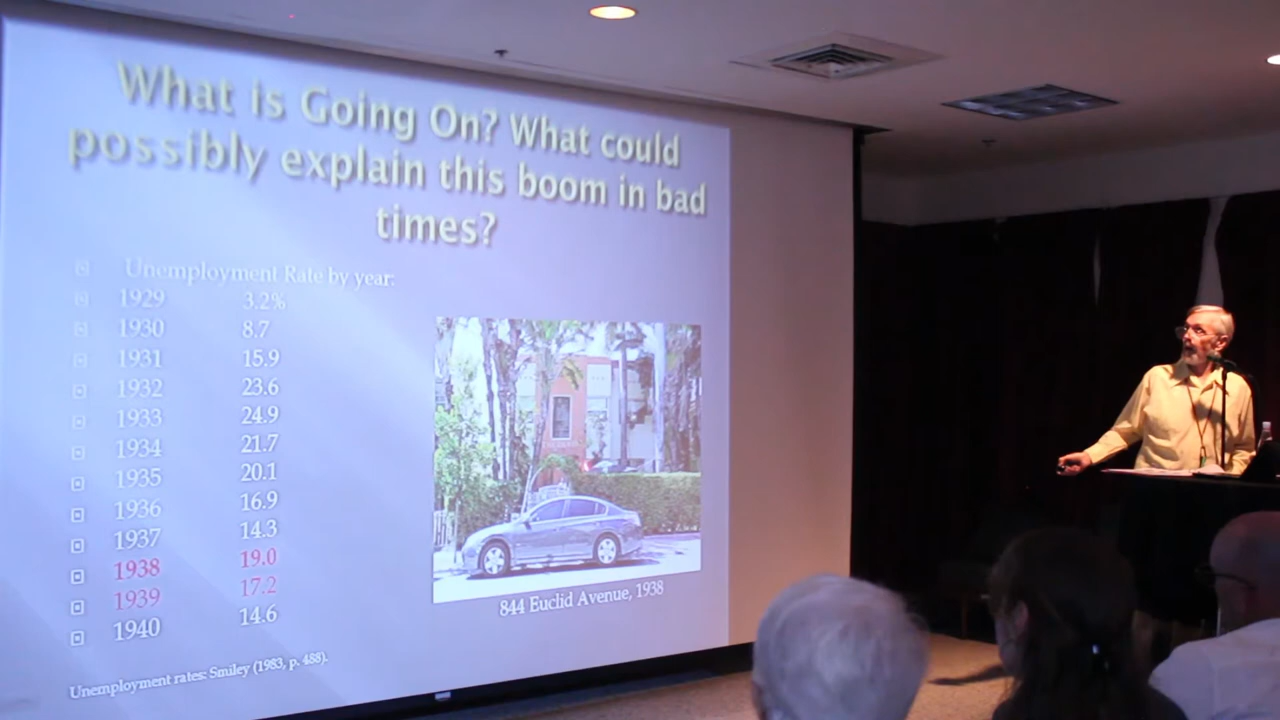 What is Going On? What could
possibly explain this boom in bad
times?
Unemployment Rate by year:
1929 3.2%
1930 8.7
1931 15.9
1932 23.6
1933 24.9
1934 21.7
1935 20.1
1936 16.9
1937 14.3
1938 19.0
1939 17.2
1940 14.6
844 Euclid Avenue, 1938
Unemployment rates: Smiley (1983, p. 488).